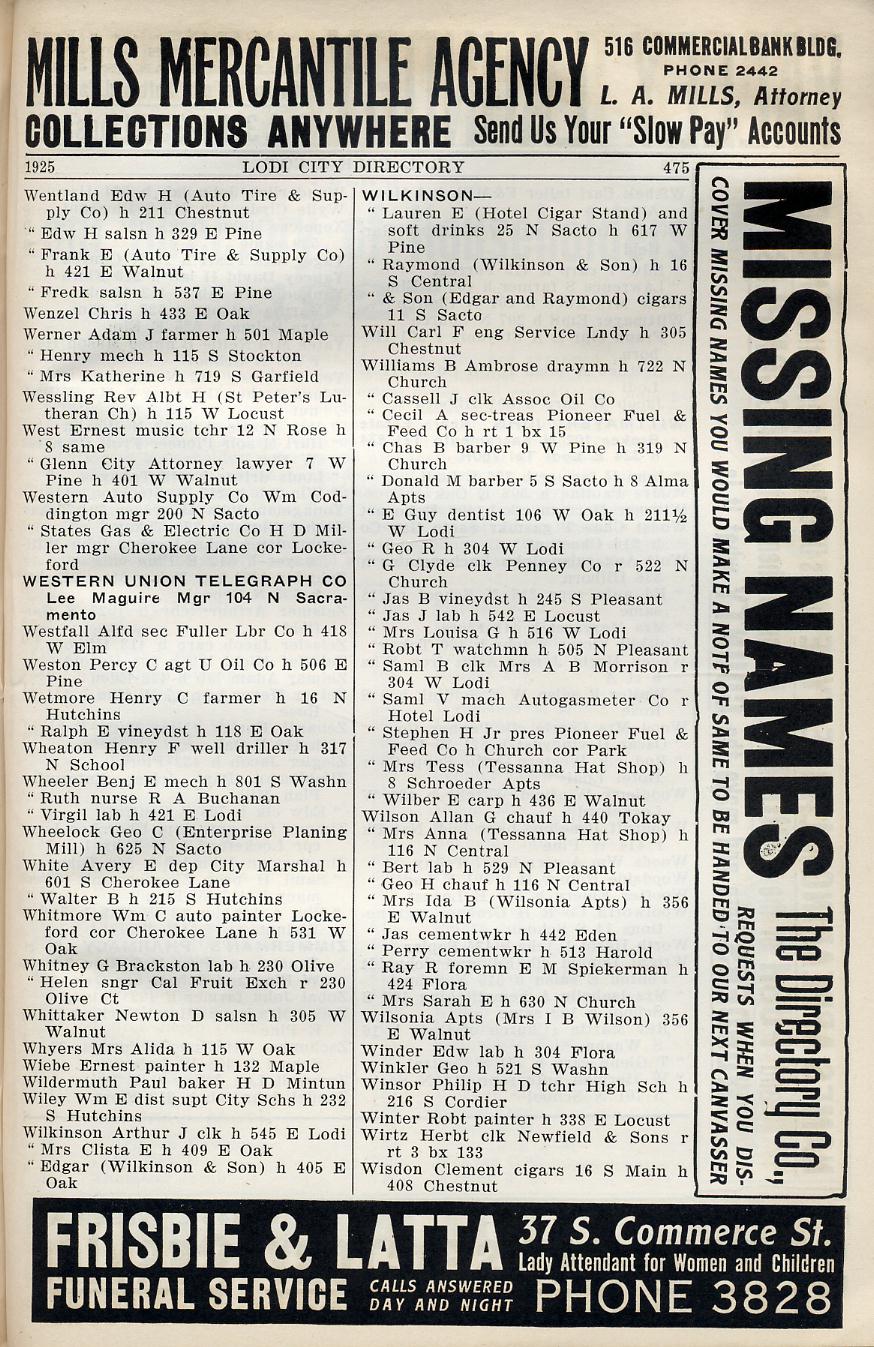 MILLS MERCANTILE AGENCY
516 COMMERCIAL BANK BLDG.
PHONE 2442
L. A. MILLS, Attorney
COLLECTIONS ANYWHERE Send Us Your "Slow Pay" Accounts
1925 LODI CITY DIRECTORY 475
Wentland Edw H (Auto Tire & Sup-
ply Co) h 211 Chestnut
" Edw H salsn h 329 E Pine
" Frank E (Auto Tire & Supply Co)
h 421 E Walnut
" Fredk salsn h 537 E Pine
Wenzel Chris h 433 E Oak
Werner Adam J farmer h 501 Maple
" Henry mech h 115 S Stockton
" Mrs Katherine h 719 S Garfield
Wessling Rev Albt H (St Peter's Lu-
theran Ch) h 115 W Locust
West Ernest music tchr 12 N Rose h
8 same
" Glenn City Attorney lawyer 7 W
Pine h 401 W Walnut
Western Auto Supply Co Wm Cod-
dington mgr 200 N Sacto
" States Gas & Electric Co H D Mil-
ler mgr Cherokee Lane cor Locke-
ford
WESTERN UNION TELEGRAPH CO
Lee Maguire Mgr 104 N Sacra-
mento
Westfall Alfd sec Fuller Lbr Co h 418
W Elm
Weston Percy C agt U Oil Co h 506 E
Pine
Wetmore Henry C farmer h 16 N
Hutchins
" Ralph E vineydst h 118 E Oak
Wheaton Henry F well driller h 317
N School
Wheeler Benj E mech h 801 S Washn
" Ruth nurse R A Buchanan
" Virgil lab h 421 E Lodi
Wheelock Geo C (Enterprise Planing
Mill) h 625 N Sacto
White Avery E dep City Marshal h
601 S Cherokee Lane
" Walter B h 215 S Hutchins
Whitmore Wm C auto painter Locke-
ford cor Cherokee Lane h 531 W
Oak
Whitney G Brackston lab h 230 Olive
" Helen sngr Cal Fruit Exch r 230
Olive Ct
Whittaker Newton D salsn h 305 W
Walnut
Whyers Mrs Alida h 115 W Oak
Wiebe Ernest painter h 132 Maple
Wildermuth Paul baker H D Mintun
Wiley Wm E dist supt City Schs h 232
S Hutchins
Wilkinson Arthur J clk h 545 E Lodi
" Mrs Clista E h 409 E Oak
" Edgar (Wilkinson & Son) h 405 E
Oak
WILKINSON—
" Lauren E (Hotel Cigar Stand) and
soft drinks 25 N Sacto h 617 W
Pine
" Raymond (Wilkinson & Son) h 16
S Central
" & Son (Edgar and Raymond) cigars
11 S Sacto
Will Carl F eng Service Lndy h 305
Chestnut
Williams B Ambrose draymn h 722 N
Church
" Cassell J clk Assoc Oil Co
" Cecil A sec-treas Pioneer Fuel &
Feed Co h rt 1 bx 15
" Chas B barber 9 W Pine h 319 N
Church
" Donald M barber 5 S Sacto h 8 Alma
Apts
" E Guy dentist 106 W Oak h 211½
W Lodi
" Geo R h 304 W Lodi
" G Clyde clk Penney Co r 522 N
Church
" Jas B vineydst h 245 S Pleasant
" Jas J lab h 542 E Locust
" Mrs Louisa G h 516 W Lodi
" Robt T watchmn h 505 N Pleasant
" Saml B clk Mrs A B Morrison r
304 W Lodi
" Saml V mach Autogasmeter Co r
Hotel Lodi
" Stephen H Jr pres Pioneer Fuel &
Feed Co h Church cor Park
" Mrs Tess (Tessanna Hat Shop) h
8 Schroeder Apts
" Wilber E carp h 436 E Walnut
Wilson Allan G chauf h 440 Tokay
" Mrs Anna (Tessanna Hat Shop) h
116 N Central
" Bert lab h 529 N Pleasant
" Geo H chauf h 116 N Central
" Mrs Ida B (Wilsonia Apts) h 356
E Walnut
" Jas cementwkr h 442 Eden
" Perry cementwkr h 513 Harold
" Ray R foremn E M Spiekerman h
424 Flora
" Mrs Sarah E h 630 N Church
Wilsonia Apts (Mrs I B Wilson) 356
E Walnut
Winder Edw lab h 304 Flora
Winkler Geo h 521 S Washn
Winsor Philip H D tchr High Sch h
216 S Cordier
Winter Robt painter h 338 E Locust
Wirtz Herbt clk Newfield & Sons r
rt 3 bx 133
Wisdon Clement cigars 16 S Main h
408 Chestnut
MISSING NAMES The Directory Co.,
REQUESTS WHEN YOU DIS-
COVER MISSING NAMES YOU WOULD MAKE A NOTE OF SAME TO BE HANDED TO OUR NEXT CANVASSER
FRISBIE & LATTA
FUNERAL SERVICE
CALLS ANSWERED
DAY AND NIGHT
37 S. Commerce St.
Lady Attendant for Women and Children
PHONE 3828